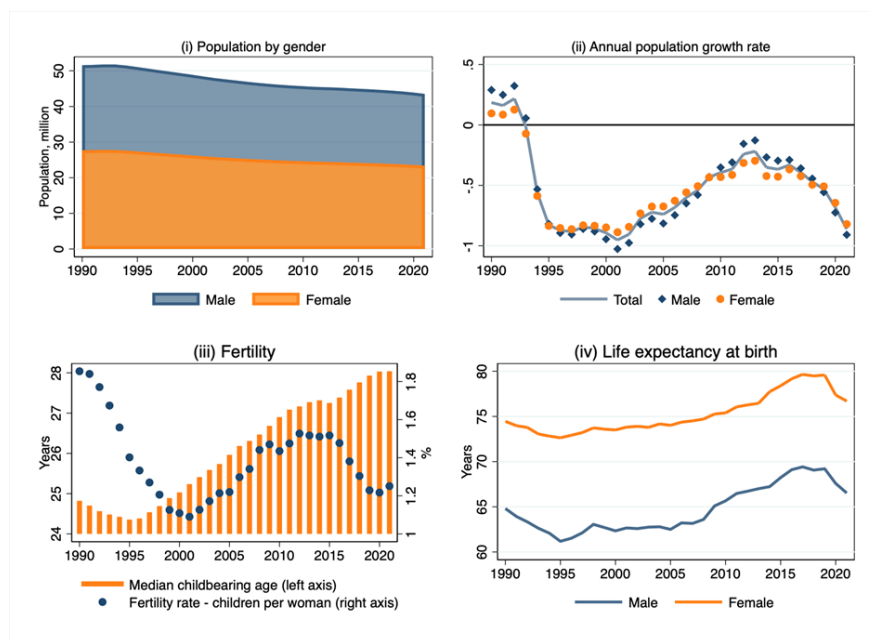 (i) Population by gender
Population, million
50
40
30
20
10
0
1990 1995 2000 2005 2010 2015 2020
Male Female
(ii) Annual population growth rate
.5
0
-.5
-1
1990 1995 2000 2005 2010 2015 2020
Total Male Female
(iii) Fertility
Years
28
27
26
25
24
1.8
1.6
1.4
1.2
1
%
1990 1995 2000 2005 2010 2015 2020
Median childbearing age (left axis)
Fertility rate - children per woman (right axis)
(iv) Life expectancy at birth
Years
80
75
70
65
60
1990 1995 2000 2005 2010 2015 2020
Male Female